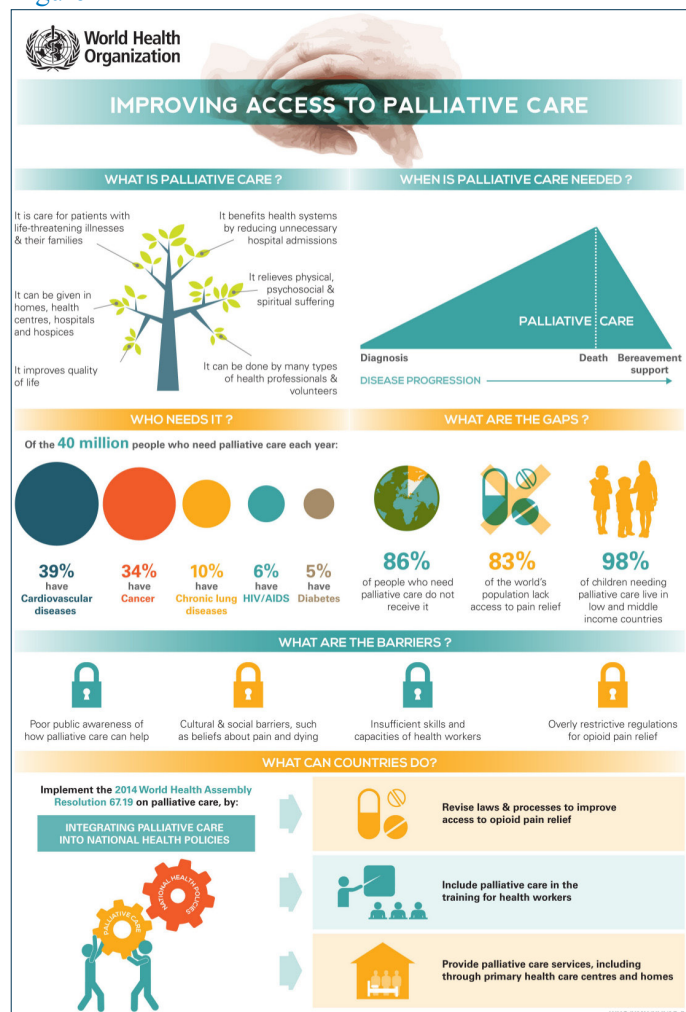 World Health
Organization
IMPROVING ACCESS TO PALLIATIVE CARE
WHAT IS PALLIATIVE CARE ?
It is care for patients with
life-threatening illnesses
& their families
It can be given in
homes, health
centres, hospitals
and hospices
It improves quality
of life
It benefits health systems
by reducing unnecessary
hospital admissions
It relieves physical,
psychosocial &
spiritual suffering
It can be done by many types
of health professionals &
volunteers
WHEN IS PALLIATIVE CARE NEEDED ?
PALLIATIVE CARE
Diagnosis
Death
Bereavement
support
DISEASE PROGRESSION
WHO NEEDS IT ?
Of the 40 million people who need palliative care each year:
39%
have
Cardiovascular
diseases
34%
have
Cancer
10%
have
Chronic lung
diseases
6%
have
HIV/AIDS
5%
have
Diabetes
WHAT ARE THE GAPS ?
86%
of people who need
palliative care do not
receive it
83%
of the world's
population lack
access to pain relief
98%
of children needing
palliative care live in
low and middle
income countries
WHAT ARE THE BARRIERS ?
Poor public awareness of
how palliative care can help
Cultural & social barriers, such
as beliefs about pain and dying
Insufficient skills and
capacities of health workers
Overly restrictive regulations
for opioid pain relief
WHAT CAN COUNTRIES DO?
Implement the 2014 World Health Assembly
Resolution 67.19 on palliative care, by:
INTEGRATING PALLIATIVE CARE
INTO NATIONAL HEALTH POLICIES
NATIONAL HEALTH POLICIES
PALLIATIVE CARE
Revise laws & processes to improve
access to opioid pain relief
Include palliative care in the
training for health workers
Provide palliative care services, including
through primary health care centres and homes